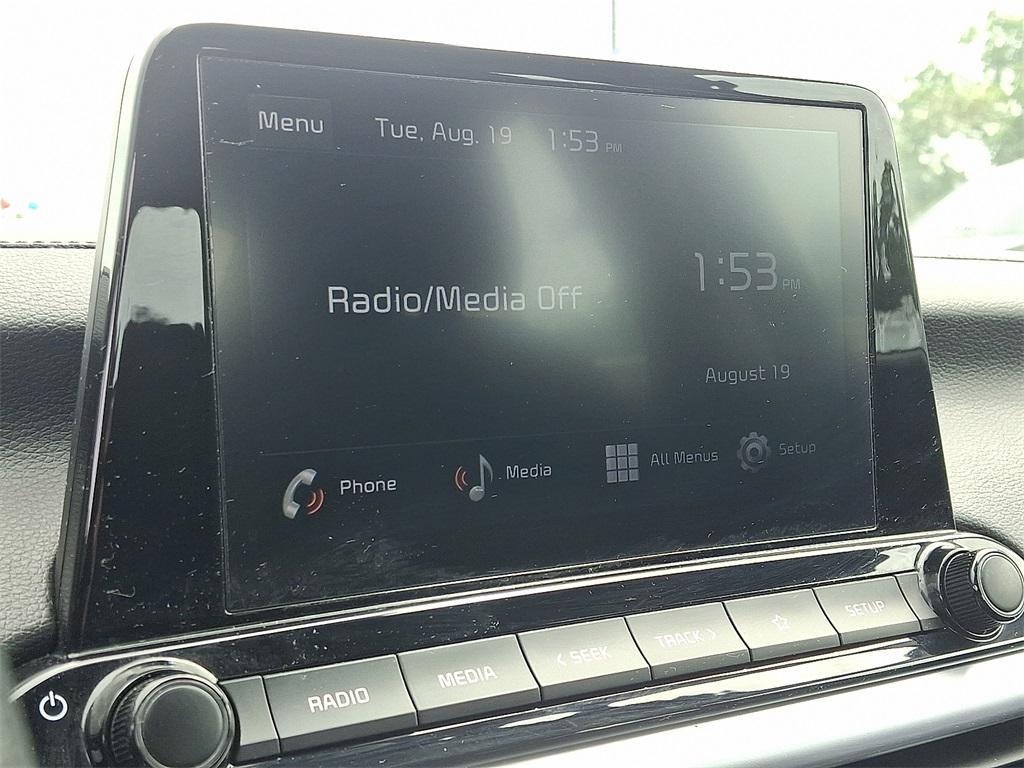 Menu
Tue, Aug. 19 1:53 PM
Radio/Media Off
1:53 PM
August 19
Phone
Media
All Menus
Setup
RADIO
MEDIA
< SEEK
TRACK >
SETUP